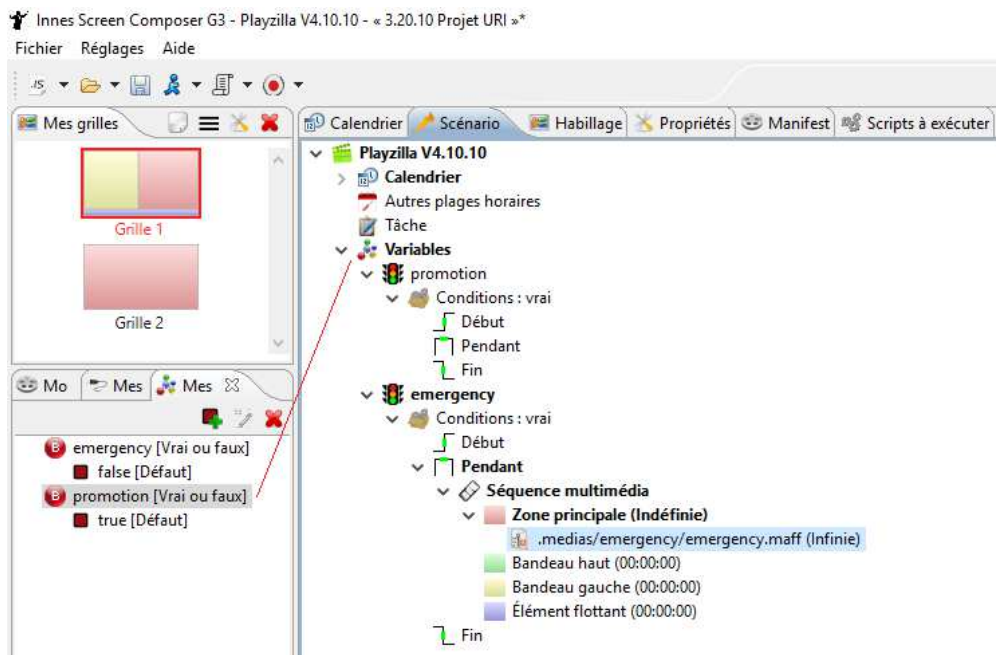 Innes Screen Composer G3 - Playzilla V4.10.10 - « 3.20.10 Projet URI »*
Fichier Réglages Aide
JS
Mes grilles
Calendrier Scénario Habillage Propriétés Manifest Scripts à exécuter
Grille 1
Grille 2
Mo Mes Mes
B emergency [Vrai ou faux]
false [Défaut]
B promotion [Vrai ou faux]
true [Défaut]
Playzilla V4.10.10
Calendrier
Autres plages horaires
Tâche
Variables
promotion
Conditions : vrai
Début
Pendant
Fin
emergency
Conditions : vrai
Début
Pendant
Séquence multimédia
Zone principale (Indéfinie)
.medias/emergency/emergency.maff (Infinie)
Bandeau haut (00:00:00)
Bandeau gauche (00:00:00)
Élément flottant (00:00:00)
Fin